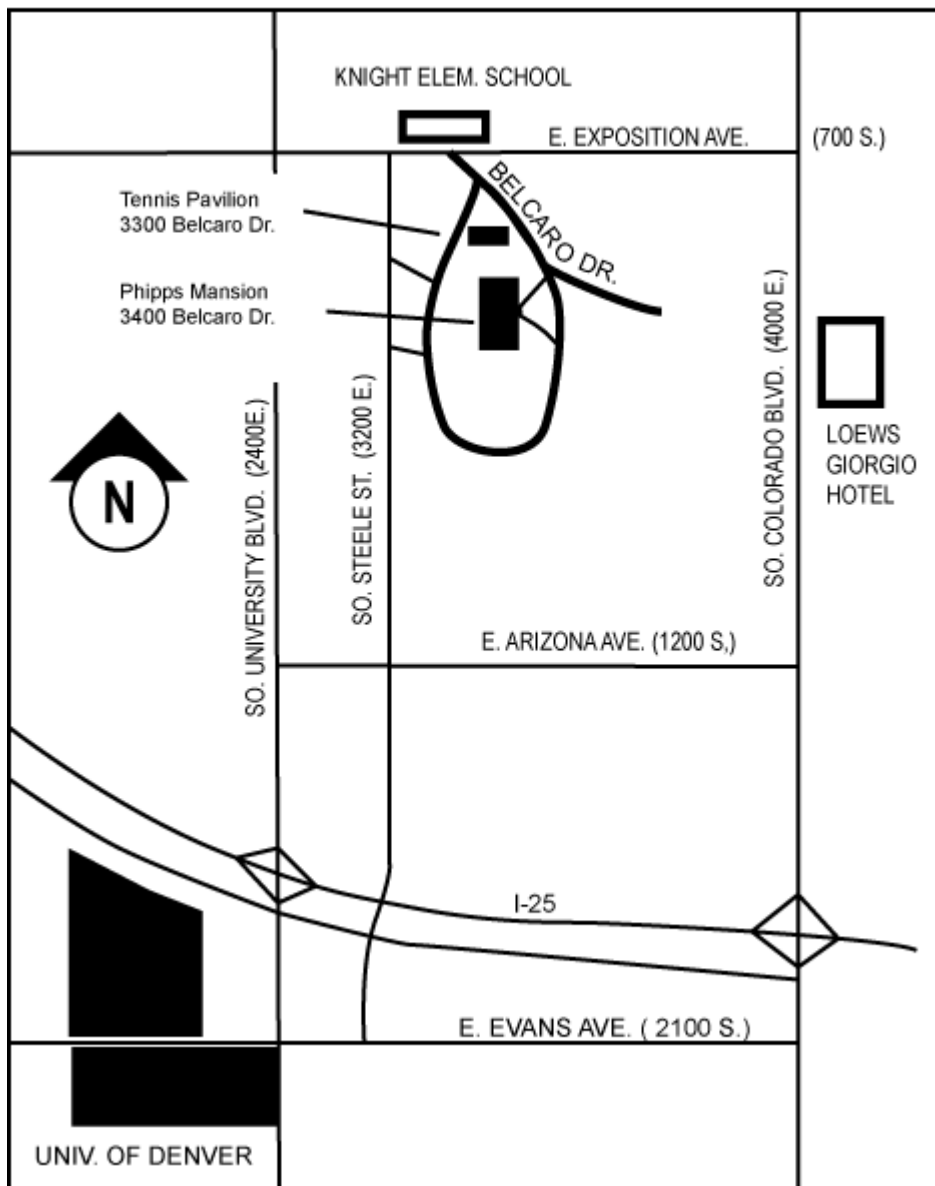 KNIGHT ELEM. SCHOOL
E. EXPOSITION AVE.
(700 S.)
BELCARO DR.
Tennis Pavilion
3300 Belcaro Dr.
Phipps Mansion
3400 Belcaro Dr.
SO. UNIVERSITY BLVD. (2400E.)
SO. STEELE ST. (3200 E.)
SO. COLORADO BLVD. (4000 E.)
LOEWS
GIORGIO
HOTEL
N
E. ARIZONA AVE. (1200 S,)
I-25
E. EVANS AVE. ( 2100 S.)
UNIV. OF DENVER